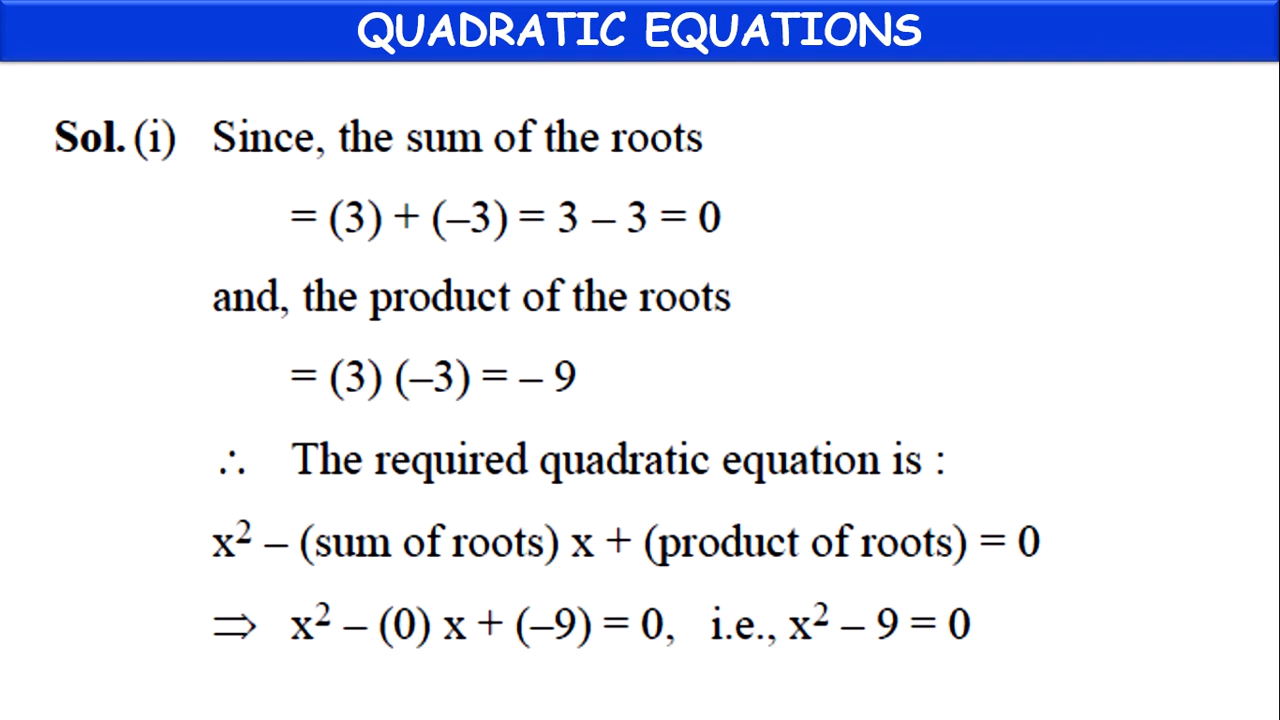 QUADRATIC EQUATIONS
Sol. (i) Since, the sum of the roots
= (3) + (–3) = 3 – 3 = 0
and, the product of the roots
= (3) (–3) = – 9
∴ The required quadratic equation is :
x² – (sum of roots) x + (product of roots) = 0
⇒ x² – (0) x + (–9) = 0, i.e., x² – 9 = 0